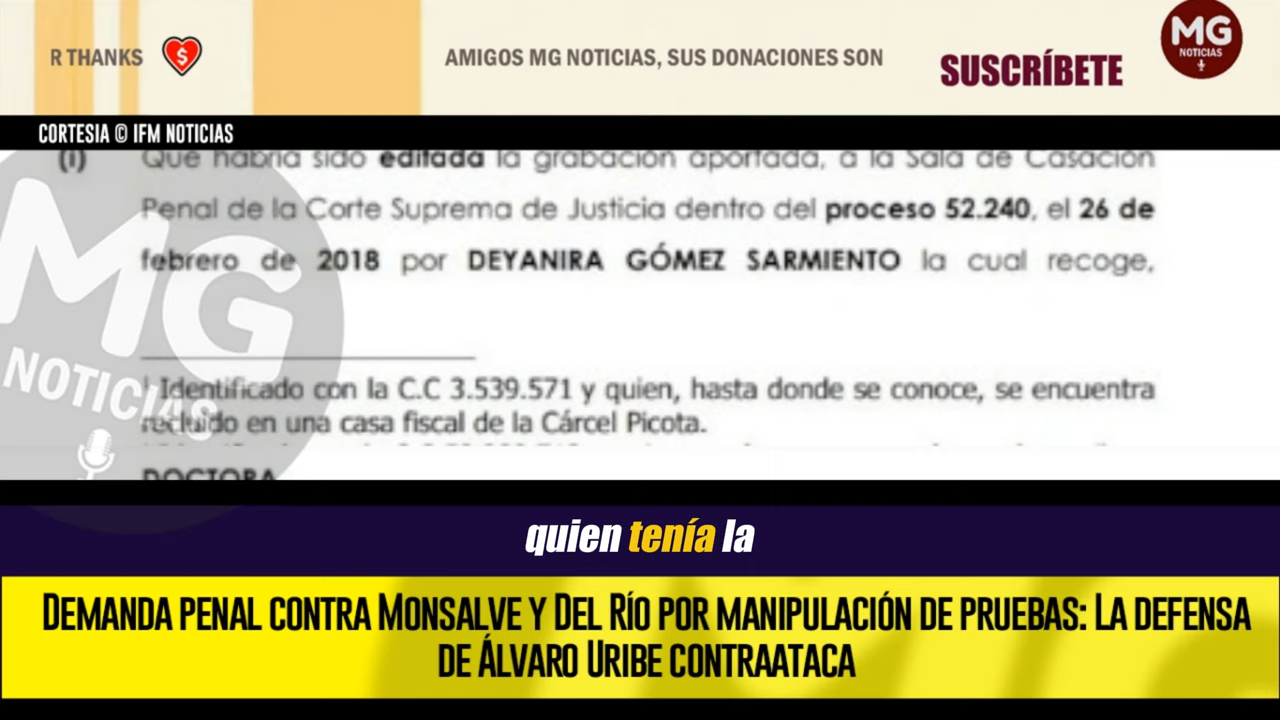 R THANKS
AMIGOS MG NOTICIAS, SUS DONACIONES SON
SUSCRÍBETE
MG
NOTICIAS
CORTESIA © IFM NOTICIAS
(i) Que habría sido editada la grabación aportada, a la Sala de Casación
Penal de la Corte Suprema de Justicia dentro del proceso 52.240, el 26 de
febrero de 2018 por DEYANIRA GÓMEZ SARMIENTO la cual recoge,
Identificado con la C.C 3.539.571 y quien, hasta donde se conoce, se encuentra
recluido en una casa fiscal de la Cárcel Picota.
DOCTORA
MG
NOTICIAS
quien tenía la
DEMANDA PENAL CONTRA MONSALVE Y DEL RÍO POR MANIPULACIÓN DE PRUEBAS: LA DEFENSA
DE ÁLVARO URIBE CONTRAATACA